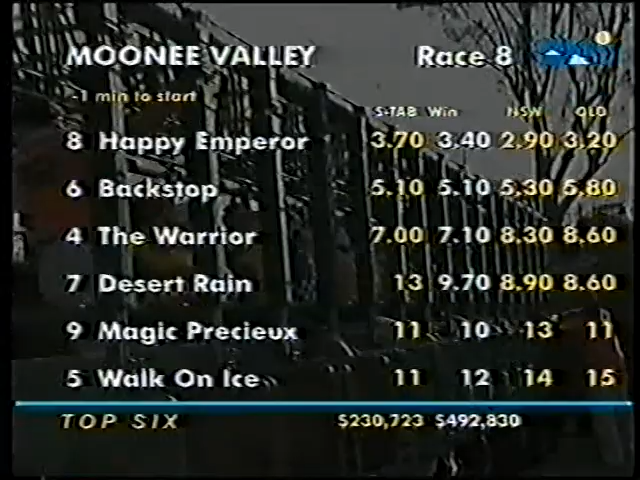 MOONEE VALLEY Race 8
-1 min to start
S-TAB Win NSW QLD
8 Happy Emperor 3.70 3.40 2.90 3.20
6 Backstop 5.10 5.10 5.30 5.80
4 The Warrior 7.00 7.10 8.30 8.60
7 Desert Rain 13 9.70 8.90 8.60
9 Magic Precieux 11 10 13 11
5 Walk On Ice 11 12 14 15
TOP SIX $230,723 $492,830